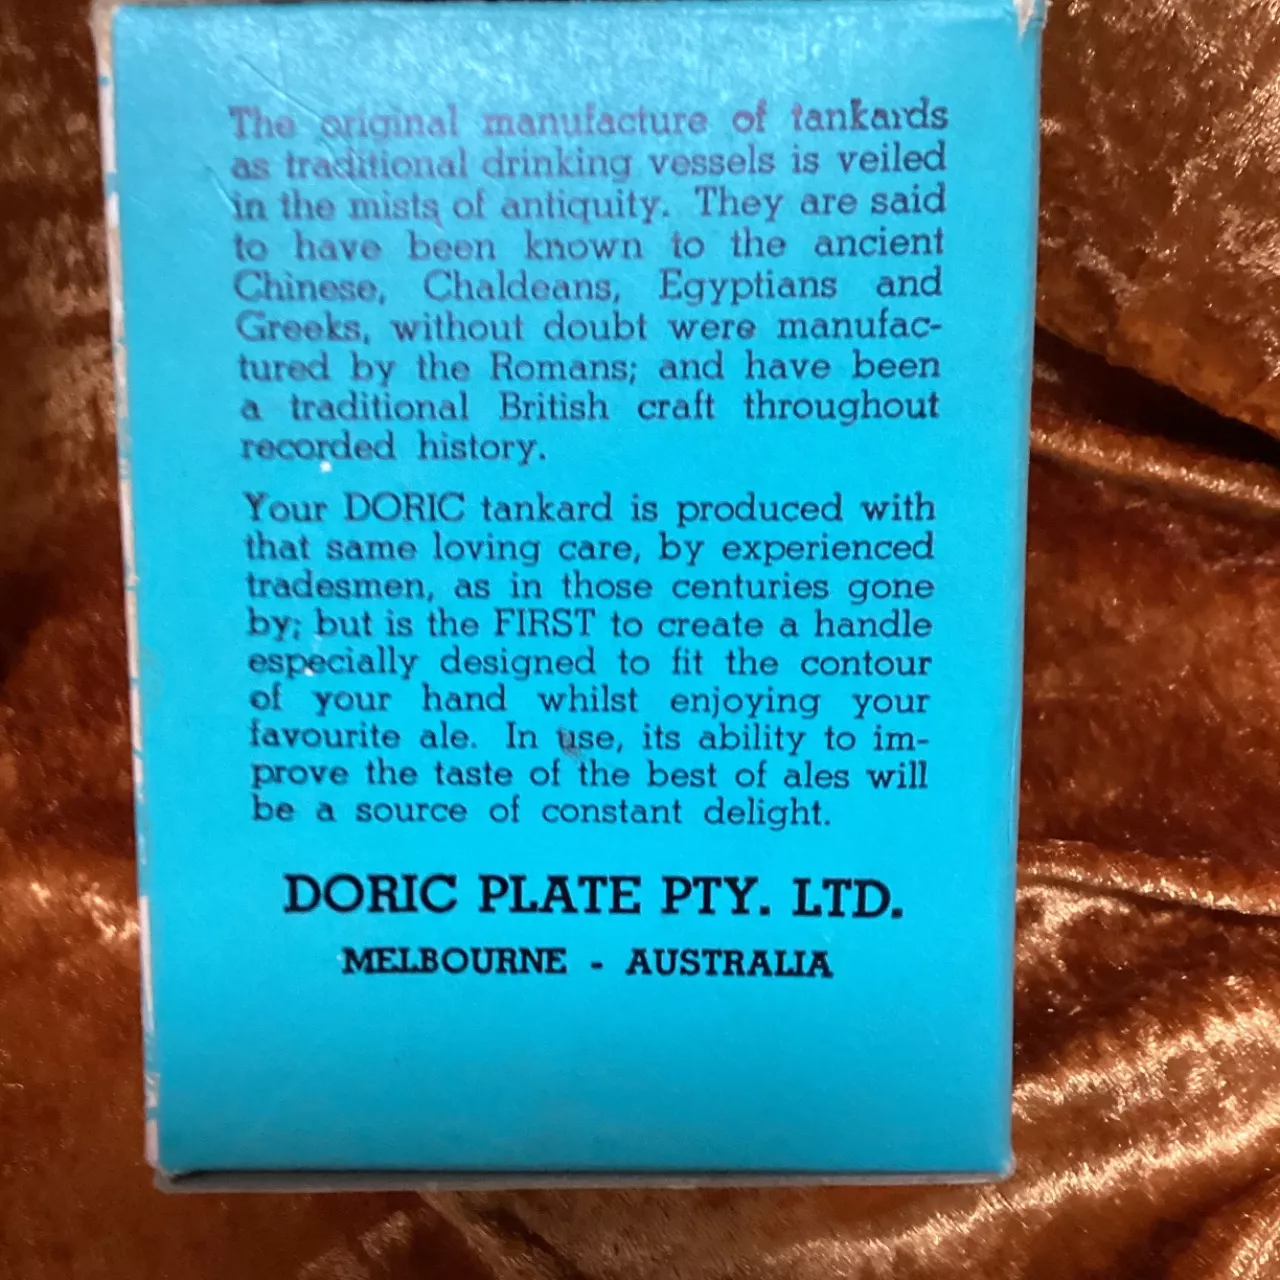 The original manufacture of tankards
as traditional drinking vessels is veiled
in the mists of antiquity. They are said
to have been known to the ancient
Chinese, Chaldeans, Egyptians and
Greeks, without doubt were manufac-
tured by the Romans; and have been
a traditional British craft throughout
recorded history.
Your DORIC tankard is produced with
that same loving care, by experienced
tradesmen, as in those centuries gone
by; but is the FIRST to create a handle
especially designed to fit the contour
of your hand whilst enjoying your
favourite ale. In use, its ability to im-
prove the taste of the best of ales will
be a source of constant delight.
DORIC PLATE PTY. LTD.
MELBOURNE - AUSTRALIA